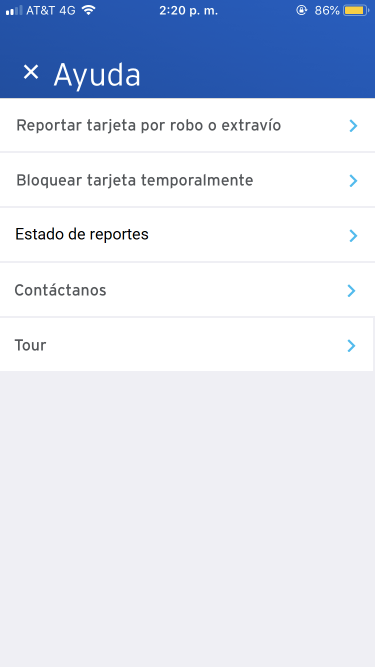 AT&T 4G 2:20 p. m. 86%
Ayuda
Reportar tarjeta por robo o extravío
Bloquear tarjeta temporalmente
Estado de reportes
Contáctanos
Tour